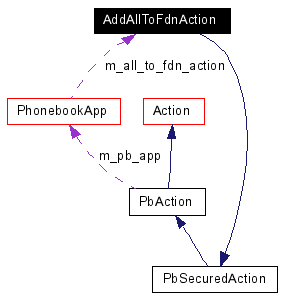 AddAllToFdnAction
m_all_to_fdn_action
PhonebookApp
Action
m_pb_app
PbAction
PbSecuredAction